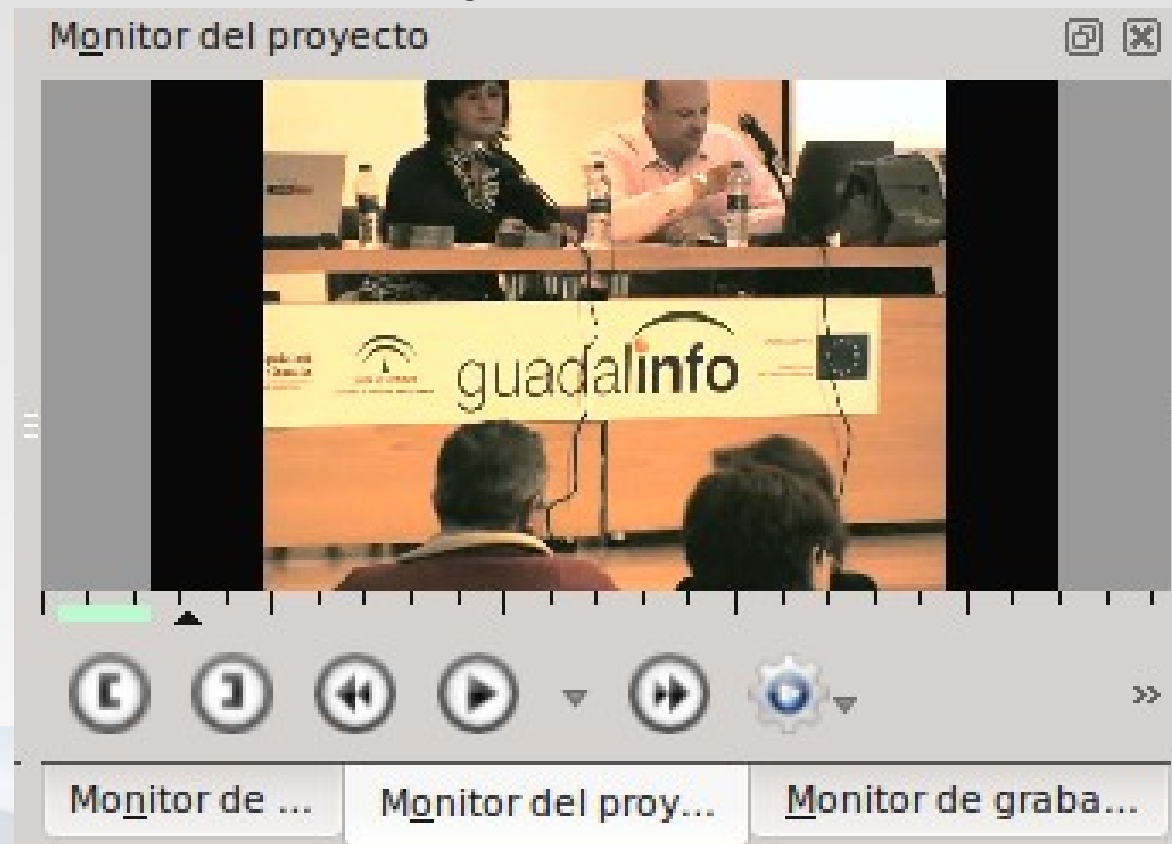 Monitor del proyecto
guadalinfo
Monitor de ...
Monitor del proy...
Monitor de graba...